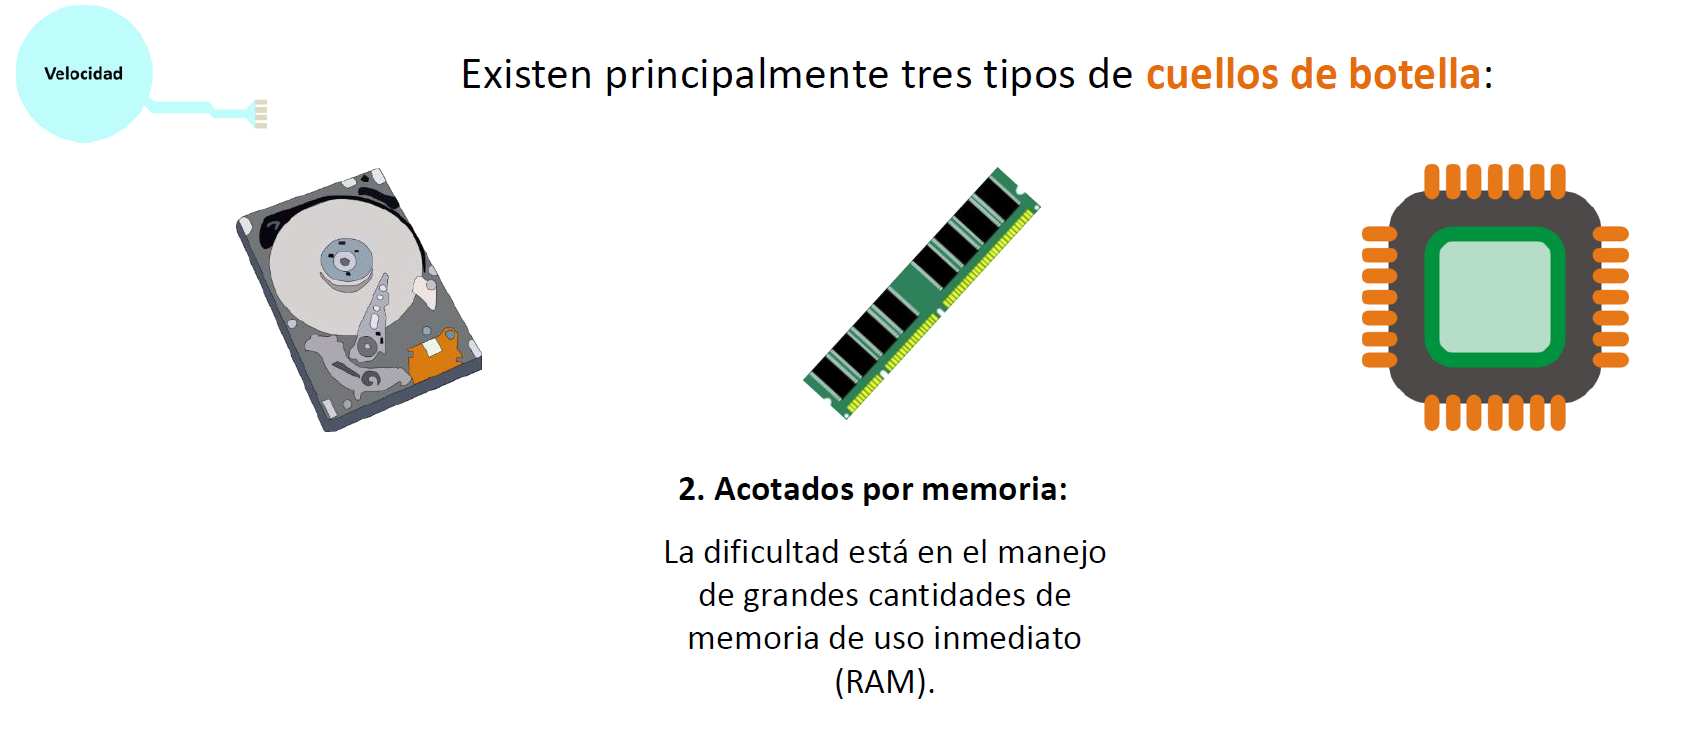 Velocidad
Existen principalmente tres tipos de cuellos de botella:
2. Acotados por memoria:
La dificultad está en el manejo
de grandes cantidades de
memoria de uso inmediato
(RAM).